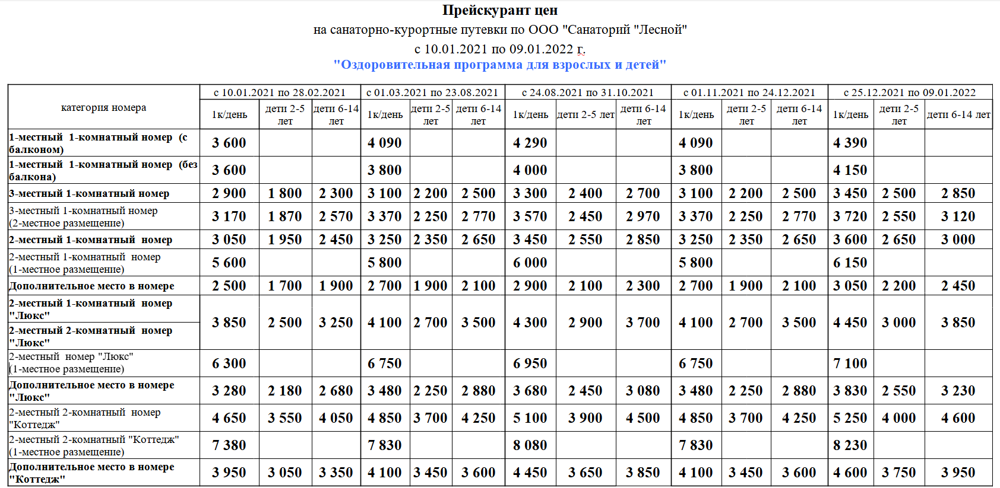 Прейскурант цен
на санаторно-курортные путевки по ООО "Санаторий "Лесной"
с 10.01.2021 по 09.01.2022 г.
"Оздоровительная программа для взрослых и детей"
категория номера
с 10.01.2021 по 28.02.2021 с 01.03.2021 по 23.08.2021 с 24.08.2021 по 31.10.2021 с 01.11.2021 по 24.12.2021 с 25.12.2021 по 09.01.2022
1к/день дети 2-5 дети 6-14 1к/день дети 2-5 дети 6-14 1к/день дети 2-5 лет дети 6-14 1к/день дети 2-5 дети 6-14 1к/день дети 2-5 дети 6-14 лет
лет лет лет лет лет лет лет лет
1-местный 1-комнатный номер (с
балконом)
3 600 4 090 4 290 4 090 4 390
1-местный 1-комнатный номер (без
балкона)
3 600 3 800 4 000 3 800 4 150
3-местный 1-комнатный номер 2 900 1 800 2 300 3 100 2 200 2 500 3 300 2 400 2 700 3 100 2 200 2 500 3 450 2 500 2 850
3-местный 1-комнатный номер
(2-местное размещение)
3 170 1 870 2 570 3 370 2 250 2 770 3 570 2 450 2 970 3 370 2 250 2 770 3 720 2 550 3 120
2-местный 1-комнатный номер 3 050 1 950 2 450 3 250 2 350 2 650 3 450 2 550 2 850 3 250 2 350 2 650 3 600 2 650 3 000
2-местный 1-комнатный номер
(1-местное размещение)
5 600 5 800 6 000 5 800 6 150
Дополнительное место в номере 2 500 1 700 1 900 2 700 1 900 2 100 2 900 2 100 2 300 2 700 1 900 2 100 3 050 2 200 2 450
2-местный 1-комнатный номер
"Люкс"
2-местный 2-комнатный номер
"Люкс"
3 850 2 500 3 250 4 100 2 700 3 500 4 300 2 900 3 700 4 100 2 700 3 500 4 450 3 000 3 850
2-местный номер "Люкс"
(1-местное размещение)
6 300 6 750 6 950 6 750 7 100
Дополнительное место в номере
"Люкс"
3 280 2 180 2 680 3 480 2 250 2 880 3 680 2 450 3 080 3 480 2 250 2 880 3 830 2 550 3 230
2-местный 2-комнатный номер
"Коттедж"
4 650 3 550 4 050 4 850 3 700 4 250 5 100 3 900 4 500 4 850 3 700 4 250 5 250 4 000 4 600
2-местный 2-комнатный "Коттедж"
(1-местное размещение)
7 380 7 830 8 080 7 830 8 230
Дополнительное место в номере
"Коттедж"
3 950 3 050 3 350 4 100 3 450 3 600 4 450 3 650 3 850 4 100 3 450 3 600 4 600 3 750 3 950